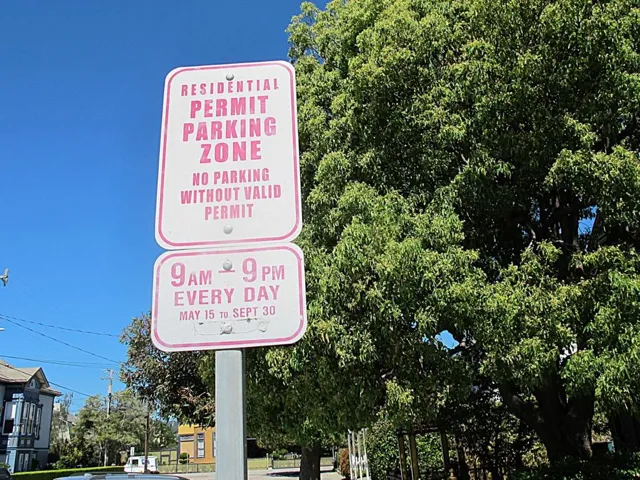 RESIDENTIAL
PERMIT
PARKING
ZONE
NO PARKING
WITHOUT VALID
PERMIT
9AM - 9PM
EVERY DAY
MAY 15 TO SEPT 30